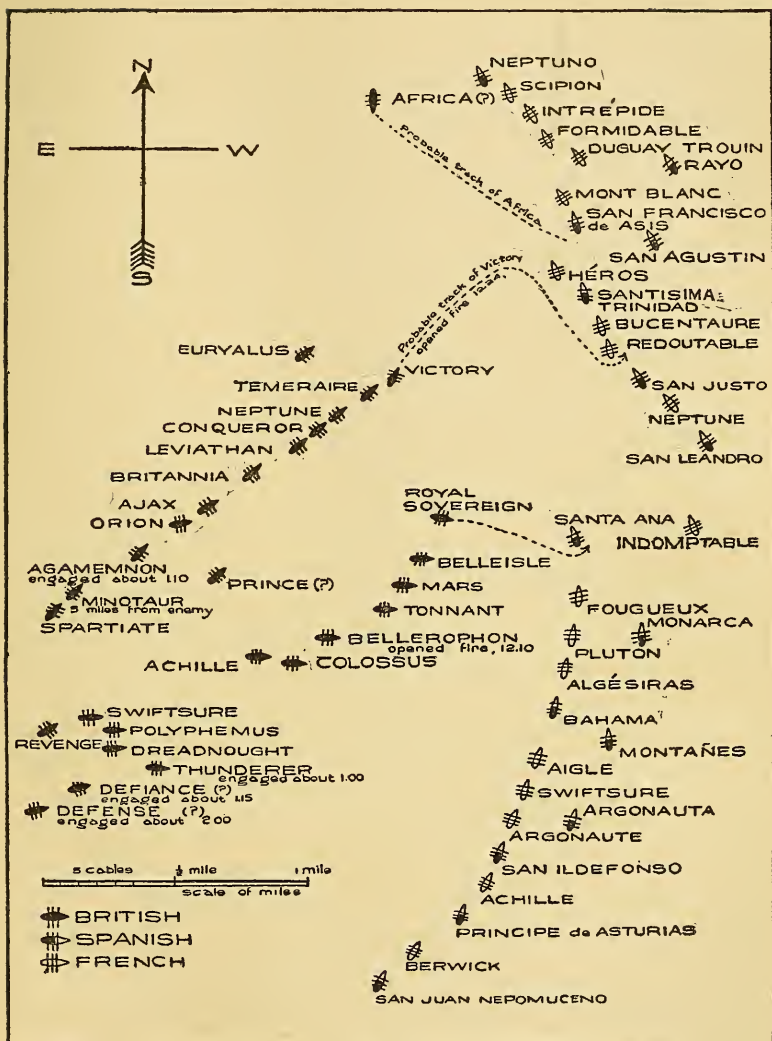 N
E W
S
NEPTUNO
AFRICA (?)
SCIPION
INTRÉPIDE
FORMIDABLE
DUGUAY TROUIN
RAYO
Probable track of Africa
MONT BLANC
SAN FRANCISCO
de ASIS
SAN AGUSTIN
HÉROS
SANTISIMA
TRINIDAD
BUCENTAURE
REDOUTABLE
Probable track of Victory
opened fire 12.24.
EURYALUS
VICTORY
TEMERAIRE
SAN JUSTO
NEPTUNE
NEPTUNE
CONQUEROR
LEVIATHAN
SAN LEANDRO
BRITANNIA
AJAX
ORION
ROYAL
SOVEREIGN
SANTA ANA
INDOMPTABLE
AGAMEMNON
engaged about 1.10
BELLEISLE
PRINCE (?)
MARS
MINOTAUR
5 miles from enemy
SPARTIATE
TONNANT
FOUGUEUX
MONARCA
BELLEROPHON
opened fire, 12.10
PLUTON
ACHILLE
COLOSSUS
ALGÉSIRAS
SWIFTSURE
BAHAMA
REVENGE
POLYPHEMUS
DREADNOUGHT
MONTAÑES
THUNDERER
engaged about 1.00
AIGLE
DEFIANCE (?)
engaged about 1.15
SWIFTSURE
DEFENSE (?)
engaged about 2.00
ARGONAUTA
ARGONAUTE
SAN ILDEFONSO
5 cables ½ mile 1 mile
scale of miles
ACHILLE
BRITISH
SPANISH
FRENCH
PRINCIPE de ASTURIAS
BERWICK
SAN JUAN NEPOMUCENO